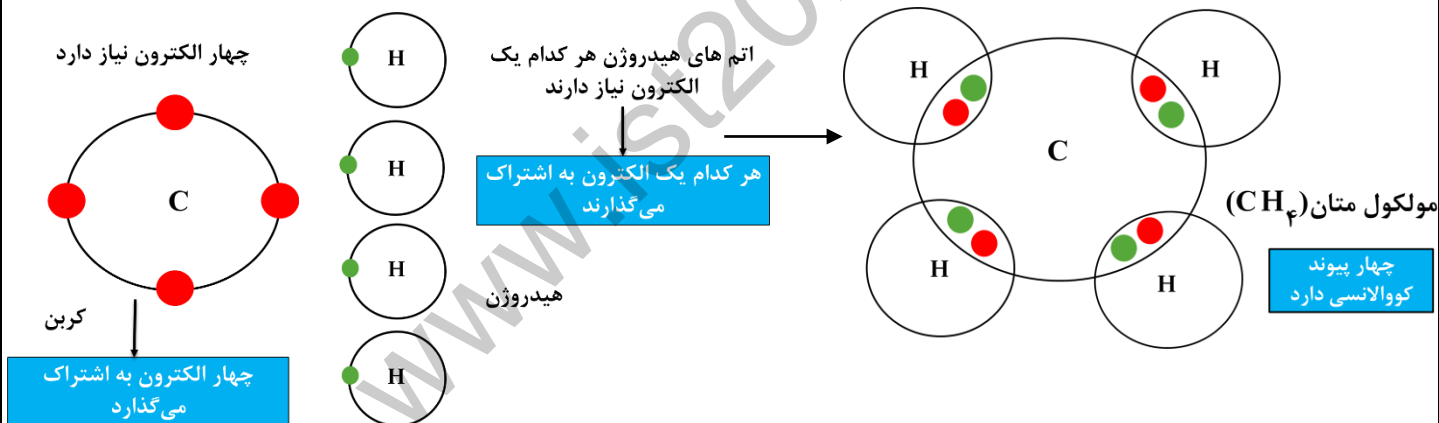 چهار الکترون نیاز دارد
C
کربن
چهار الکترون به اشتراک
می‌گذارد
H
H
H
H
هیدروژن
اتم های هیدروژن هر کدام یک
الکترون نیاز دارند
هر کدام یک الکترون به اشتراک
می‌گذارند
H
H
C
H
H
مولکول متان(CH۴)
چهار پیوند
کووالانسی دارد